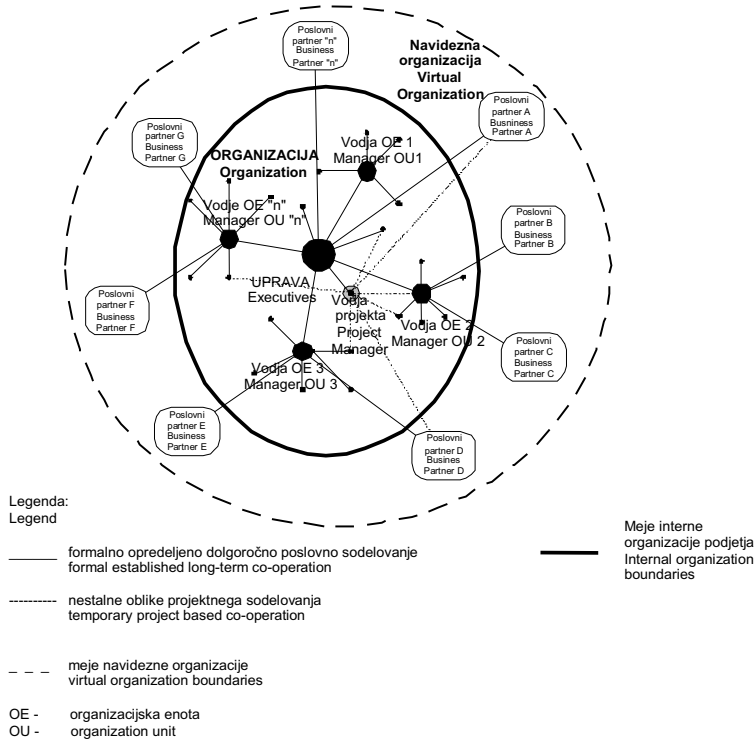 Poslovni
partner "n"
Business
Partner "n"
Navidezna
organizacija
Virtual
Organization
Poslovni
partner A
Busniness
Partner A
Poslovni
partner G
Business
Partner G
ORGANIZACIJA
Organization
Vodja OE 1
Manager OU1
Vodje OE "n"
Manager OU "n"
Poslovni
partner B
Business
Partner B
UPRAVA
Executives
Vodja
projekta
Project
Manager
Poslovni
partner F
Business
Partner F
Vodja OE 2
Manager OU 2
Poslovni
partner C
Business
Partner C
Vodja OE 3
Manager OU 3
Poslovni
partner E
Business
Partner E
Poslovni
partner D
Busines
Partner D
Legenda:
Legend
formalno opredeljeno dolgoročno poslovno sodelovanje
formal established long-term co-operation
nestalne oblike projektnega sodelovanja
temporary project based co-operation
meje navidezne organizacije
virtual organization boundaries
OE - organizacijska enota
OU - organization unit
Meje interne
organizacije podjetja
Internal organization
boundaries